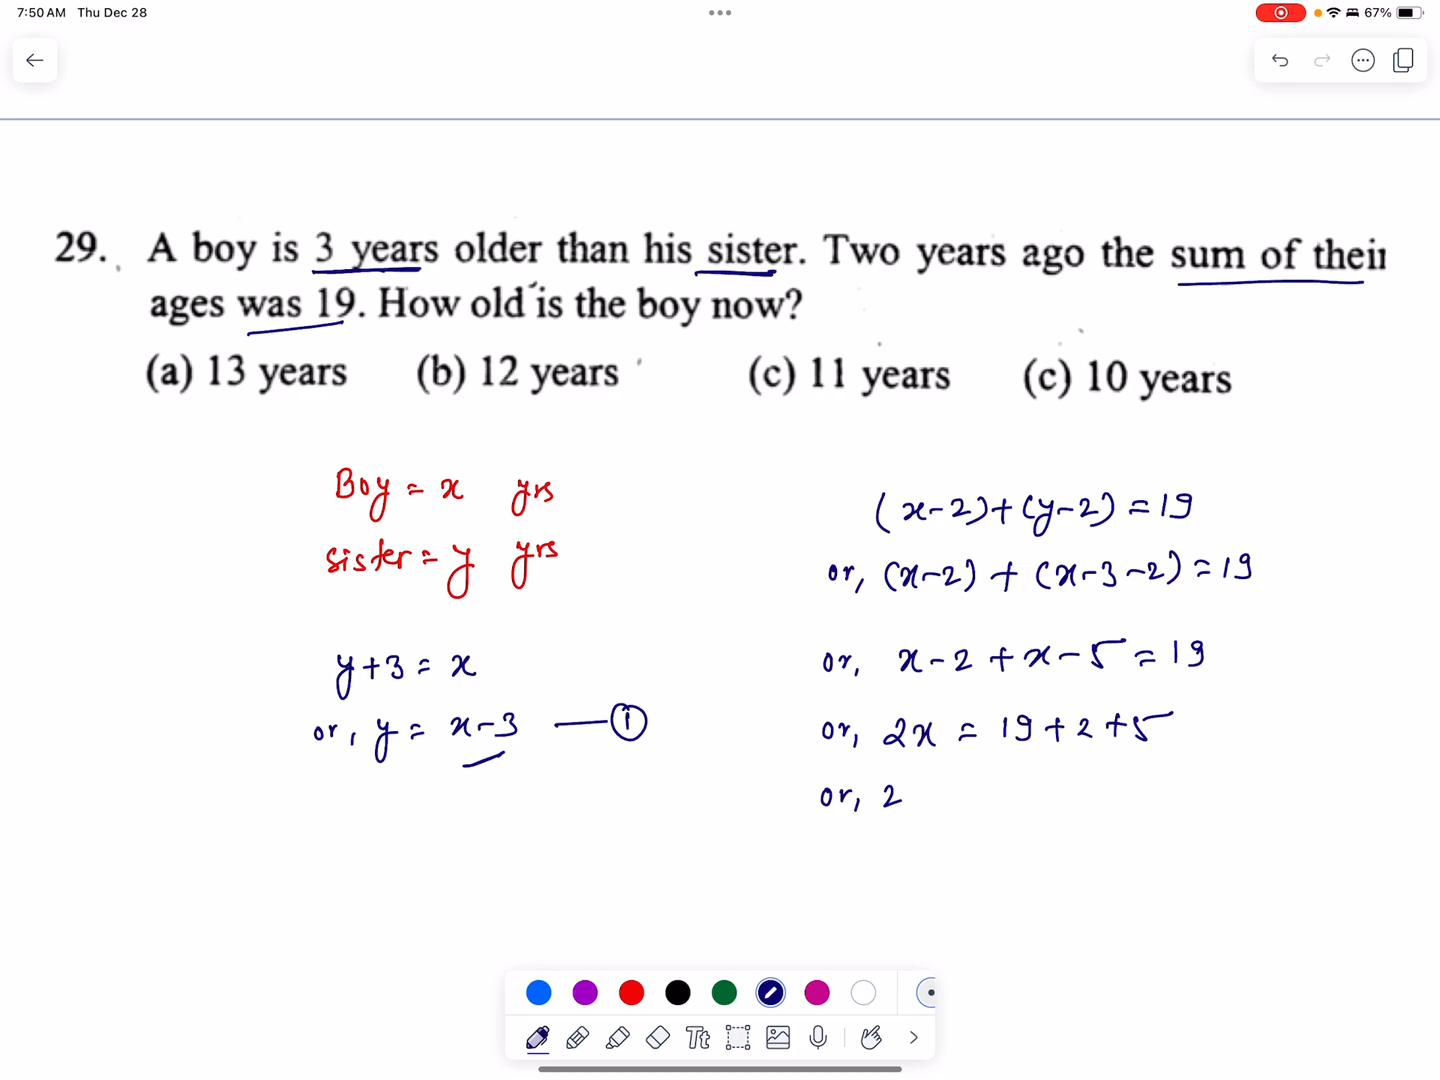 7:50 AM Thu Dec 28
67%
29. A boy is 3 years older than his sister. Two years ago the sum of their
ages was 19. How old is the boy now?
(a) 13 years (b) 12 years (c) 11 years (c) 10 years
Boy = x yrs
Sister = y yrs
y+3 = x
or, y = x-3 — ①
(x-2)+(y-2) = 19
or, (x-2) + (x-3-2) = 19
or, x-2+x-5 = 19
or, 2x = 19+2+5
or, 2
Tt